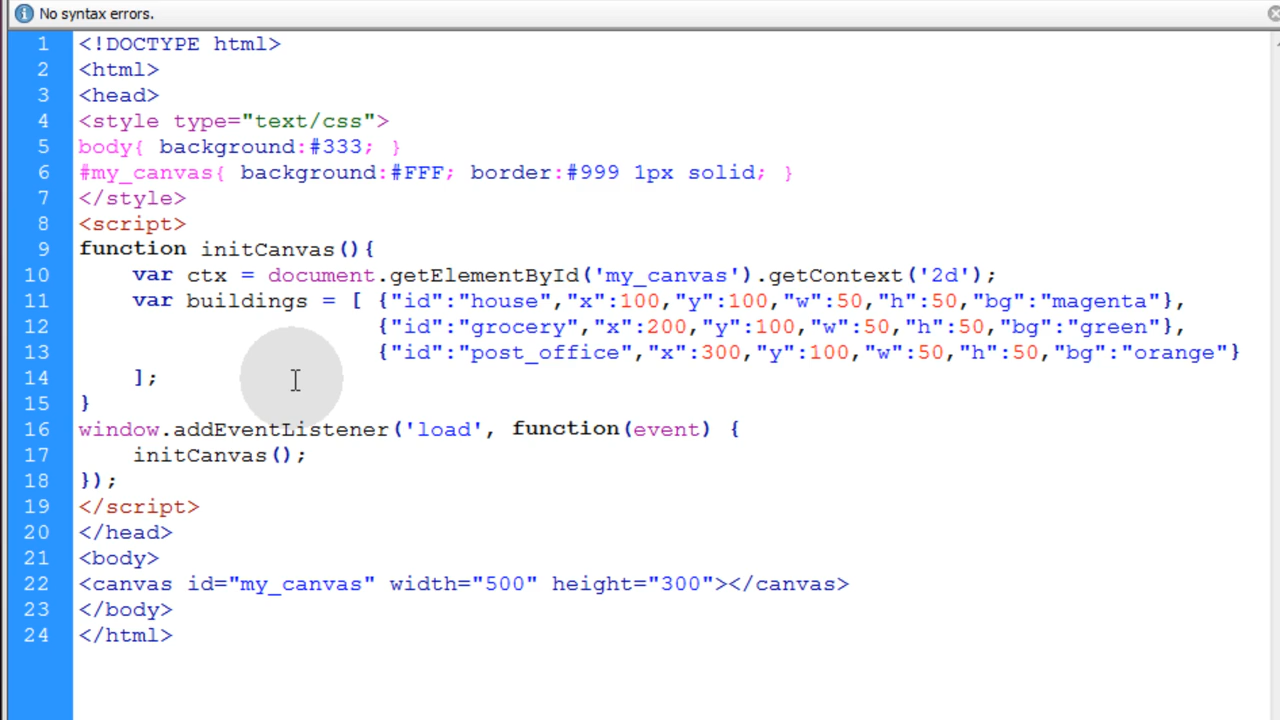 No syntax errors.
1 <!DOCTYPE html>
2 <html>
3 <head>
4 <style type="text/css">
5 body{ background:#333; }
6 #my_canvas{ background:#FFF; border:#999 1px solid; }
7 </style>
8 <script>
9 function initCanvas(){
10     var ctx = document.getElementById('my_canvas').getContext('2d');
11     var buildings = [ {"id":"house","x":100,"y":100,"w":50,"h":50,"bg":"magenta"},
12                       {"id":"grocery","x":200,"y":100,"w":50,"h":50,"bg":"green"},
13                       {"id":"post_office","x":300,"y":100,"w":50,"h":50,"bg":"orange"}
14     ];
15 }
16 window.addEventListener('load', function(event) {
17     initCanvas();
18 });
19 </script>
20 </head>
21 <body>
22 <canvas id="my_canvas" width="500" height="300"></canvas>
23 </body>
24 </html>